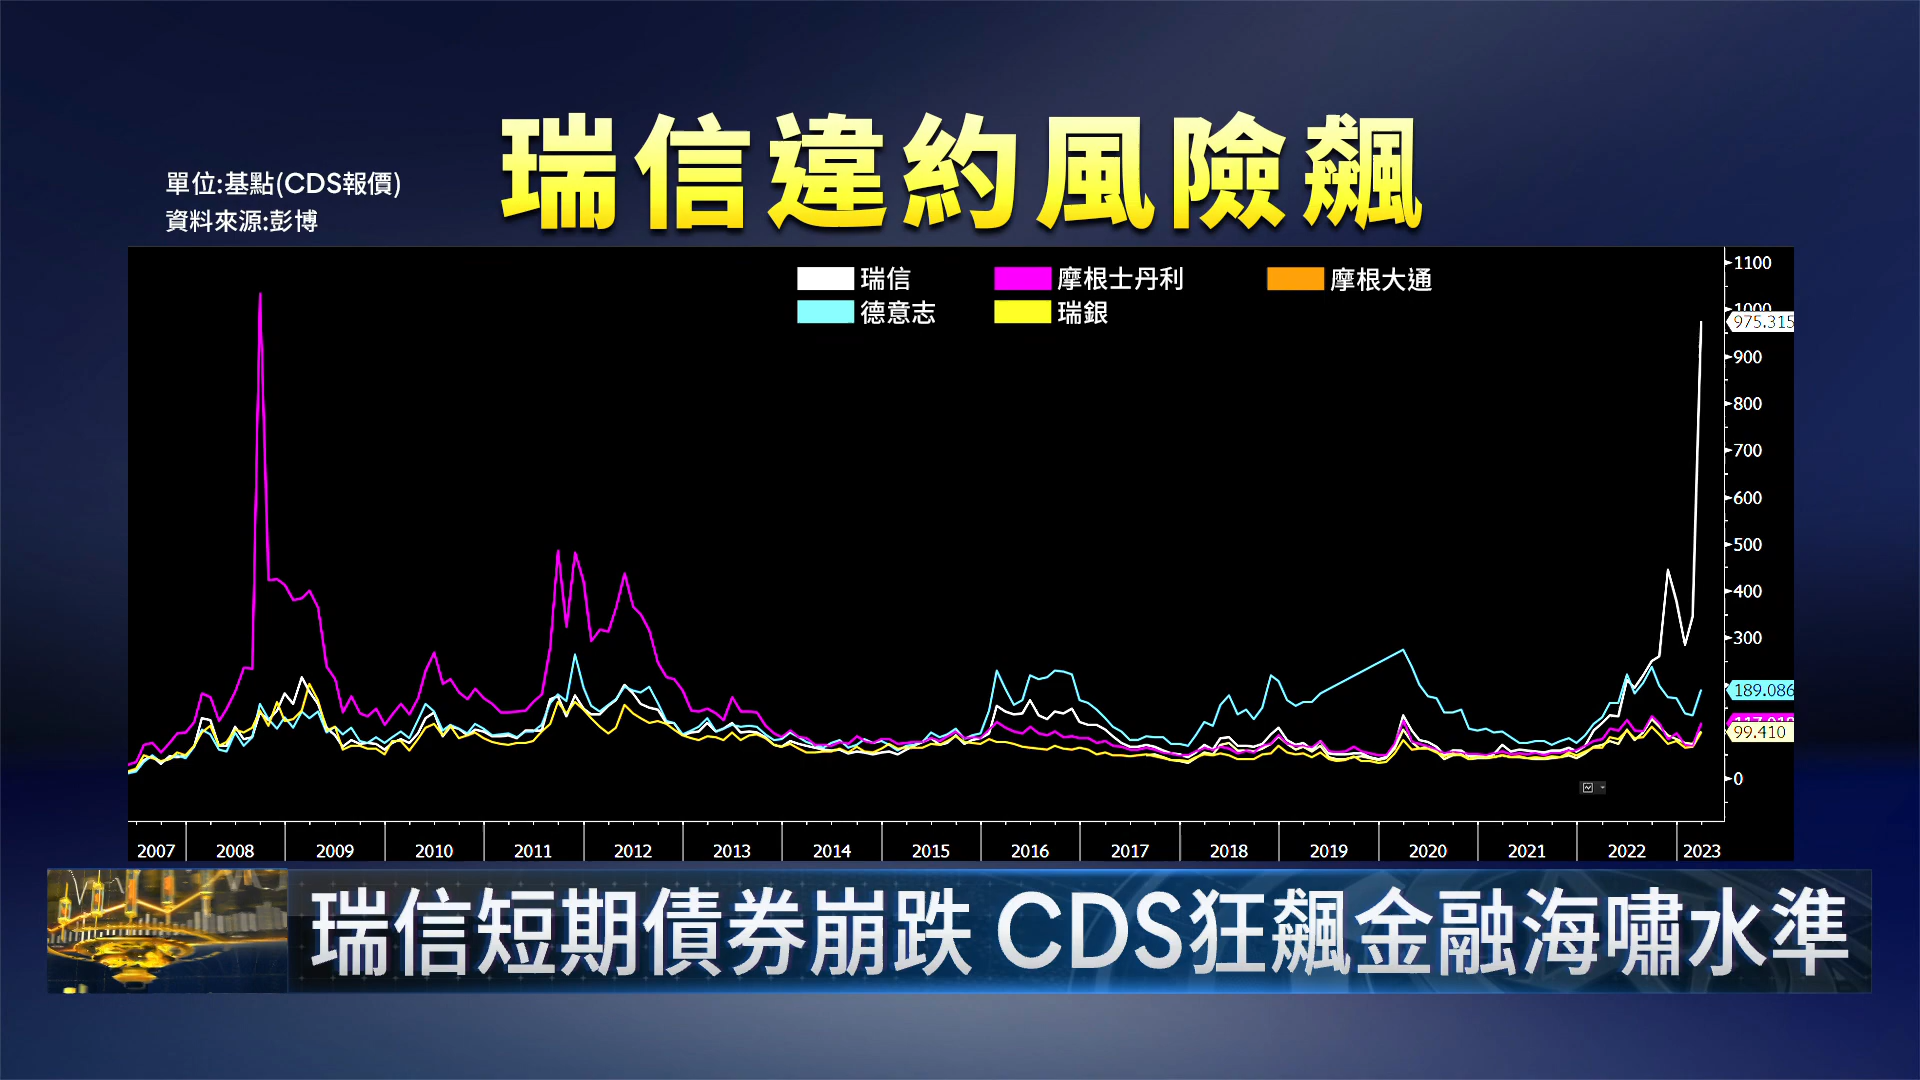 瑞信違約風險飆
單位:基點(CDS報價)
資料來源:彭博
瑞信 摩根士丹利 摩根大通
德意志 瑞銀
1100
1000
975.315
900
800
700
600
500
400
300
189.086
117.018
99.410
0
2007 2008 2009 2010 2011 2012 2013 2014 2015 2016 2017 2018 2019 2020 2021 2022 2023
瑞信短期債券崩跌 CDS狂飆金融海嘯水準